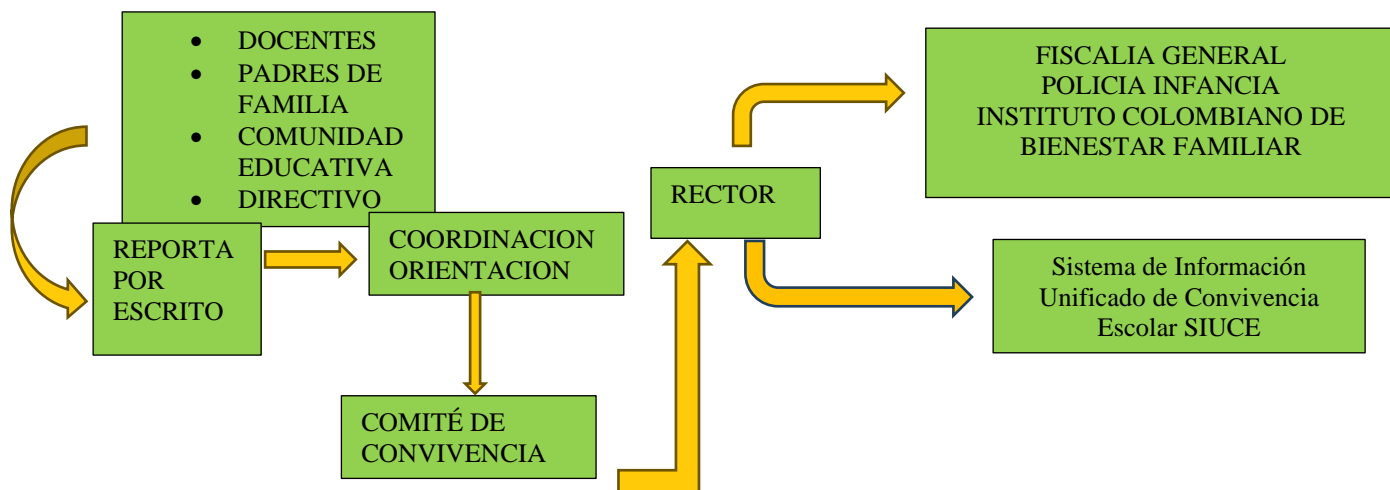 • DOCENTES
• PADRES DE
FAMILIA
• COMUNIDAD
EDUCATIVA
• DIRECTIVO
REPORTA
POR
ESCRITO
COORDINACION
ORIENTACION
COMITÉ DE
CONVIVENCIA
RECTOR
FISCALIA GENERAL
POLICIA INFANCIA
INSTITUTO COLOMBIANO DE
BIENESTAR FAMILIAR
Sistema de Información
Unificado de Convivencia
Escolar SIUCE